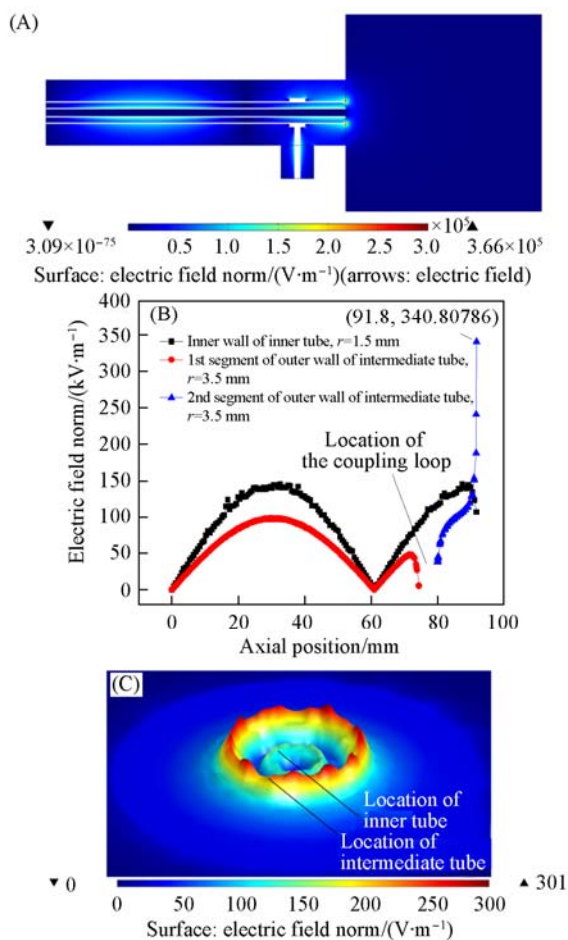 (A)
×10⁵
0.5 1.0 1.5 2.0 2.5 3.0
3.09×10⁻⁷⁵ 3.66×10⁵
Surface: electric field norm/(V·m⁻¹)(arrows: electric field)
(B)
(91.8, 340.80786)
Inner wall of inner tube, r=1.5 mm
1st segment of outer wall of intermediate tube,
r=3.5 mm
2nd segment of outer wall of intermediate tube,
r=3.5 mm
Location of
the coupling loop
Electric field norm/(kV·m⁻¹)
400
350
300
250
200
150
100
50
0
0 20 40 60 80 100
Axial position/mm
(C)
Location of
inner tube
Location of
intermediate tube
0 301
0 50 100 150 200 250 300
Surface: electric field norm/(V·m⁻¹)